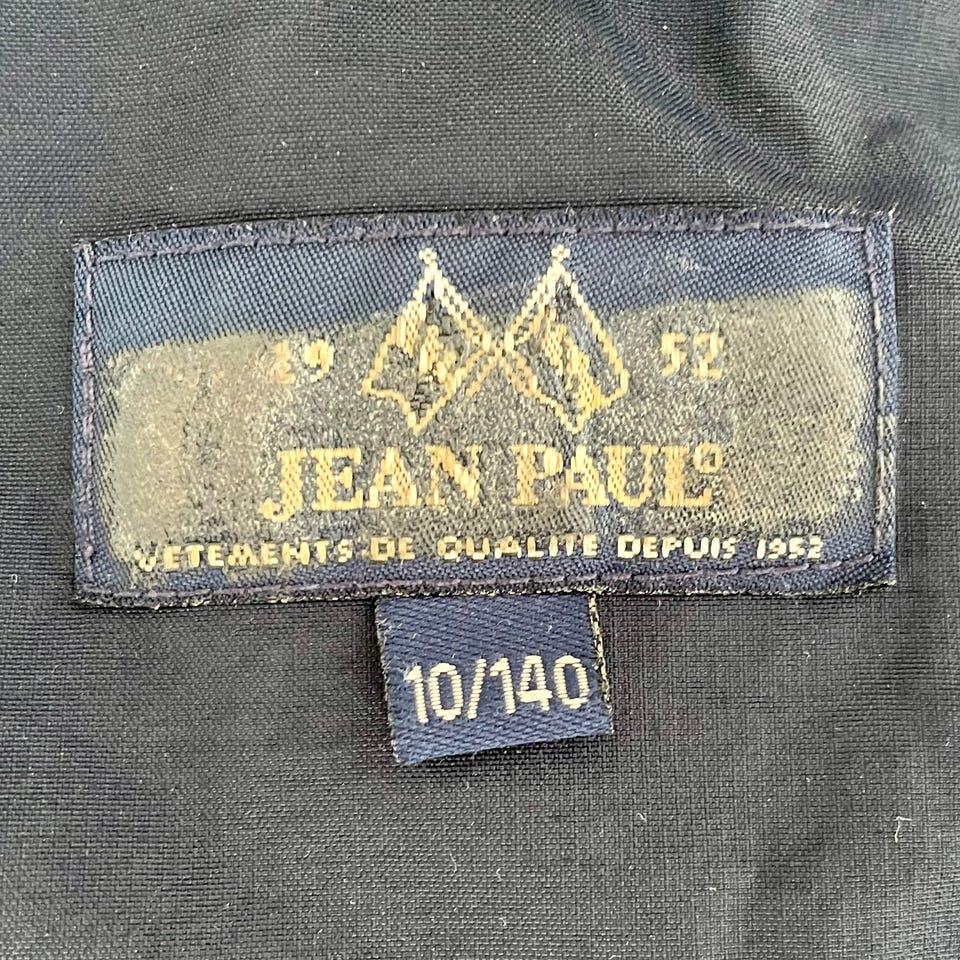 19 52
JEAN PAUL
VETEMENTS DE QUALITE DEPUIS 1952
10/140